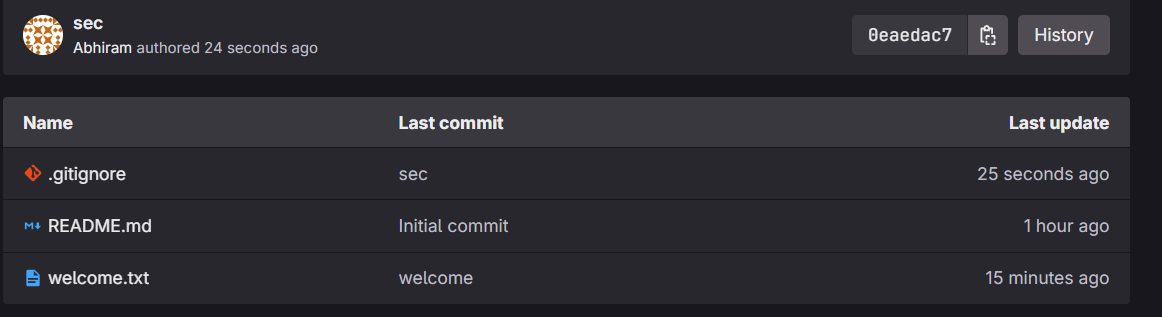 sec
Abhiram authored 24 seconds ago
0eaedac7
History
Name Last commit Last update
.gitignore sec 25 seconds ago
README.md Initial commit 1 hour ago
welcome.txt welcome 15 minutes ago